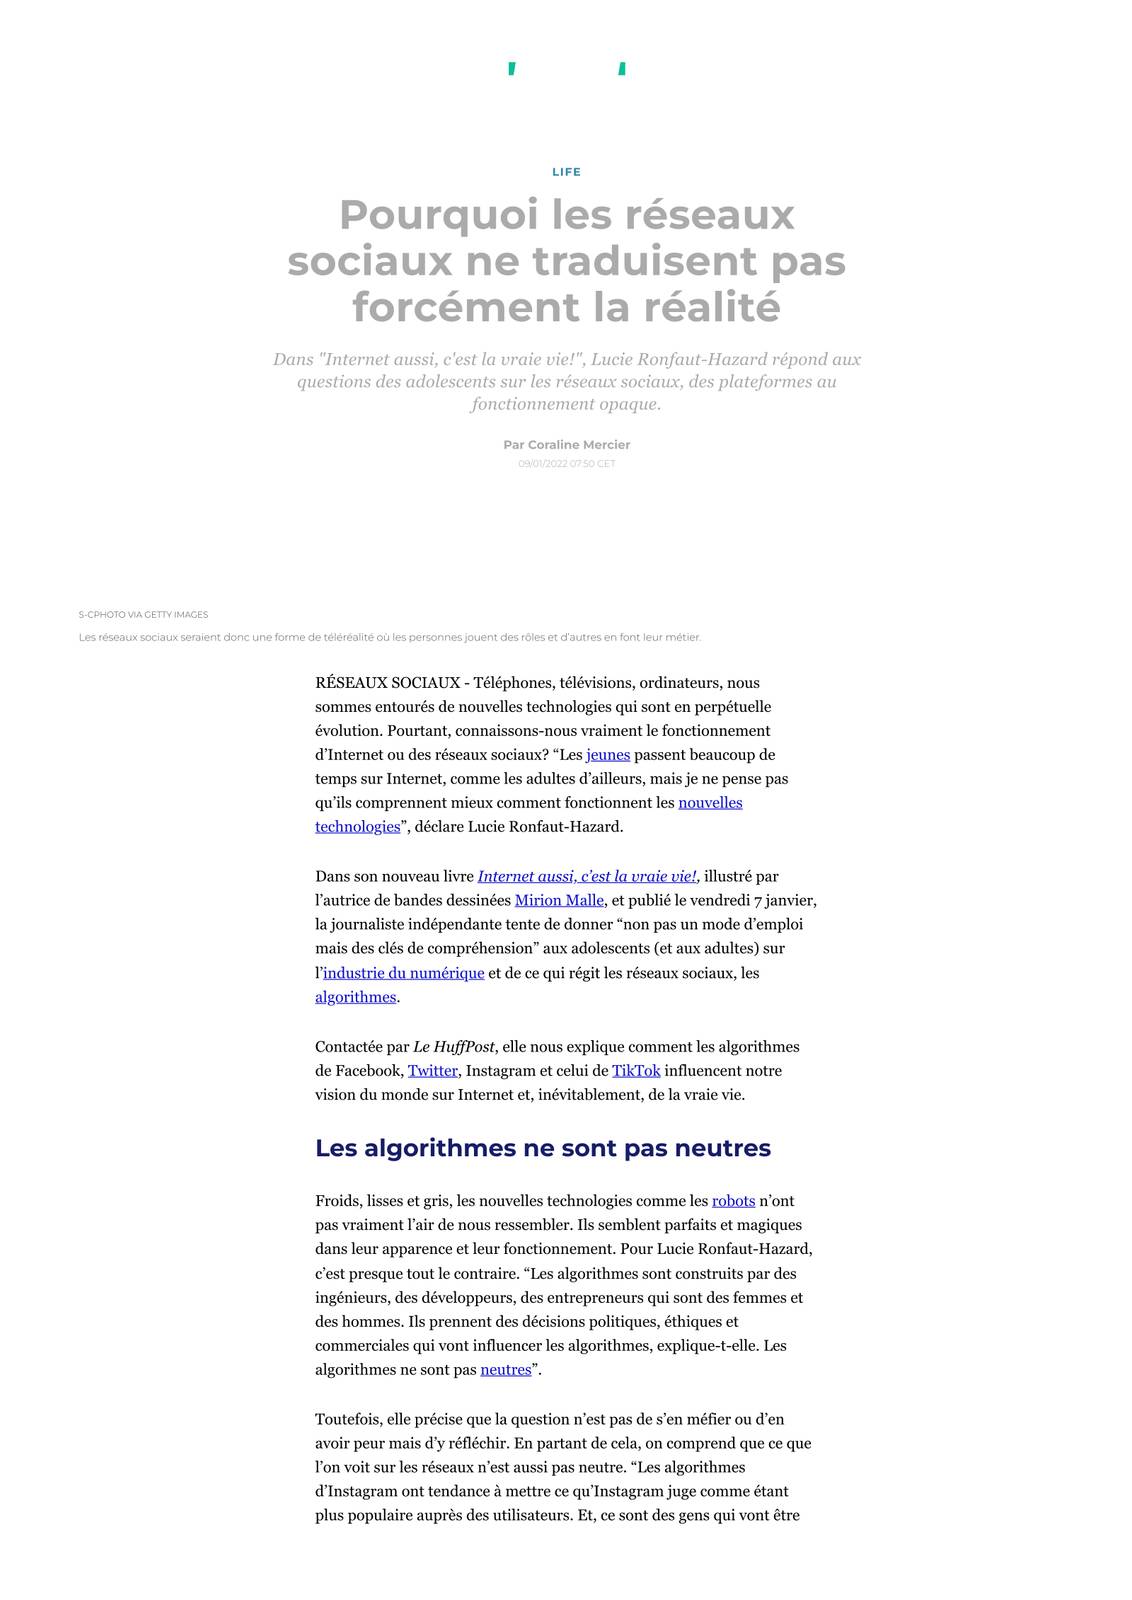 LIFE
Pourquoi les réseaux
sociaux ne traduisent pas
forcément la réalité
Dans "Internet aussi, c'est la vraie vie!", Lucie Ronfaut-Hazard répond aux
questions des adolescents sur les réseaux sociaux, des plateformes au
fonctionnement opaque.
Par Coraline Mercier
09/01/2022 07:50 CET
S-CPHOTO VIA GETTY IMAGES
Les réseaux sociaux seraient donc une forme de téléréalité où les personnes jouent des rôles et d’autres en font leur métier.
RÉSEAUX SOCIAUX - Téléphones, télévisions, ordinateurs, nous
sommes entourés de nouvelles technologies qui sont en perpétuelle
évolution. Pourtant, connaissons-nous vraiment le fonctionnement
d’Internet ou des réseaux sociaux? “Les jeunes passent beaucoup de
temps sur Internet, comme les adultes d’ailleurs, mais je ne pense pas
qu’ils comprennent mieux comment fonctionnent les nouvelles
technologies”, déclare Lucie Ronfaut-Hazard.
Dans son nouveau livre Internet aussi, c’est la vraie vie!, illustré par
l’autrice de bandes dessinées Mirion Malle, et publié le vendredi 7 janvier,
la journaliste indépendante tente de donner “non pas un mode d’emploi
mais des clés de compréhension” aux adolescents (et aux adultes) sur
l’industrie du numérique et de ce qui régit les réseaux sociaux, les
algorithmes.
Contactée par Le HuffPost, elle nous explique comment les algorithmes
de Facebook, Twitter, Instagram et celui de TikTok influencent notre
vision du monde sur Internet et, inévitablement, de la vraie vie.
Les algorithmes ne sont pas neutres
Froids, lisses et gris, les nouvelles technologies comme les robots n’ont
pas vraiment l’air de nous ressembler. Ils semblent parfaits et magiques
dans leur apparence et leur fonctionnement. Pour Lucie Ronfaut-Hazard,
c’est presque tout le contraire. “Les algorithmes sont construits par des
ingénieurs, des développeurs, des entrepreneurs qui sont des femmes et
des hommes. Ils prennent des décisions politiques, éthiques et
commerciales qui vont influencer les algorithmes, explique-t-elle. Les
algorithmes ne sont pas neutres”.
Toutefois, elle précise que la question n’est pas de s’en méfier ou d’en
avoir peur mais d’y réfléchir. En partant de cela, on comprend que ce que
l’on voit sur les réseaux n’est aussi pas neutre. “Les algorithmes
d’Instagram ont tendance à mettre ce qu’Instagram juge comme étant
plus populaire auprès des utilisateurs. Et, ce sont des gens qui vont être